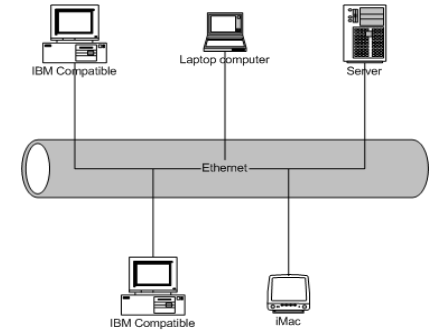 IBM Compatible
Laptop computer
Server
Ethernet
IBM Compatible
iMac